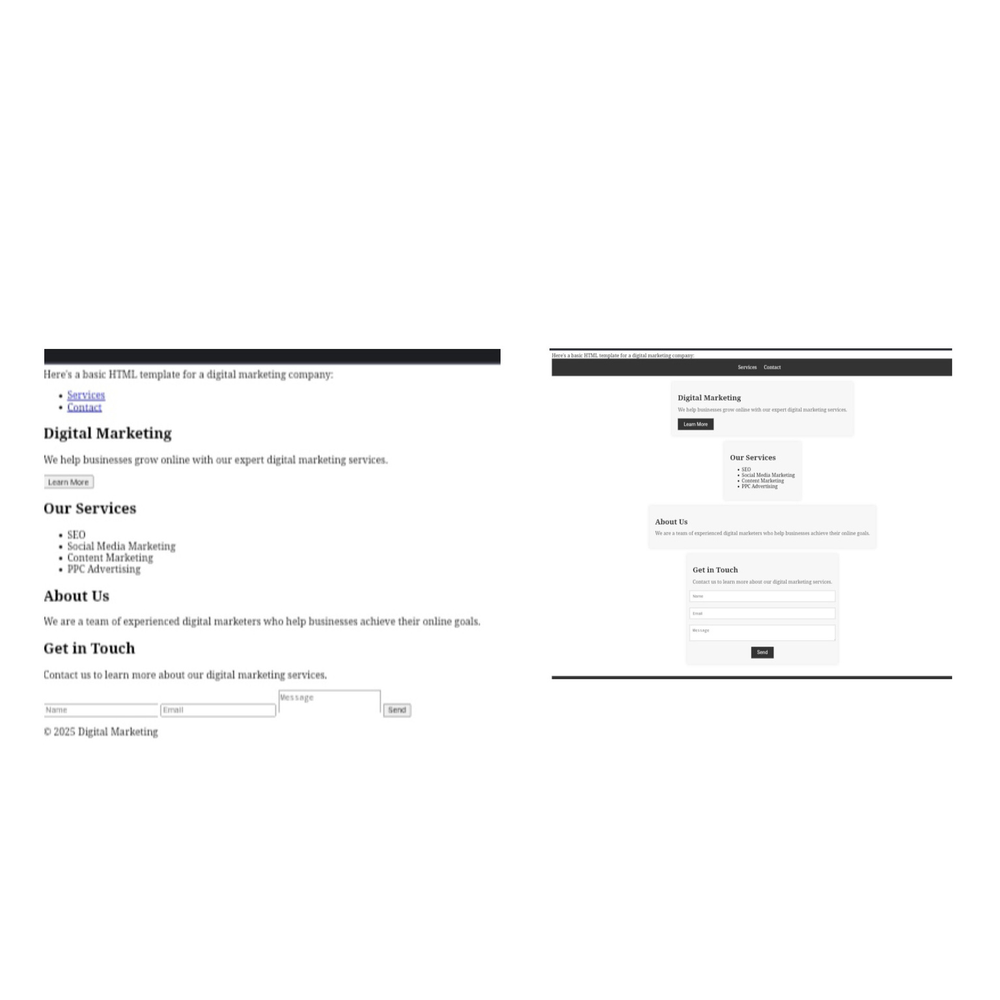 Here's a basic HTML template for a digital marketing company:
Services
Contact
Digital Marketing
We help businesses grow online with our expert digital marketing services.
Learn More
Our Services
SEO
Social Media Marketing
Content Marketing
PPC Advertising
About Us
We are a team of experienced digital marketers who help businesses achieve their online goals.
Get in Touch
Contact us to learn more about our digital marketing services.
Name Email Message Send
© 2025 Digital Marketing
Here's a basic HTML template for a digital marketing company:
Services Contact
Digital Marketing
We help businesses grow online with our expert digital marketing services.
Learn More
Our Services
SEO
Social Media Marketing
Content Marketing
PPC Advertising
About Us
We are a team of experienced digital marketers who help businesses achieve their online goals.
Get in Touch
Contact us to learn more about our digital marketing services.
Name
Email
Message
Send